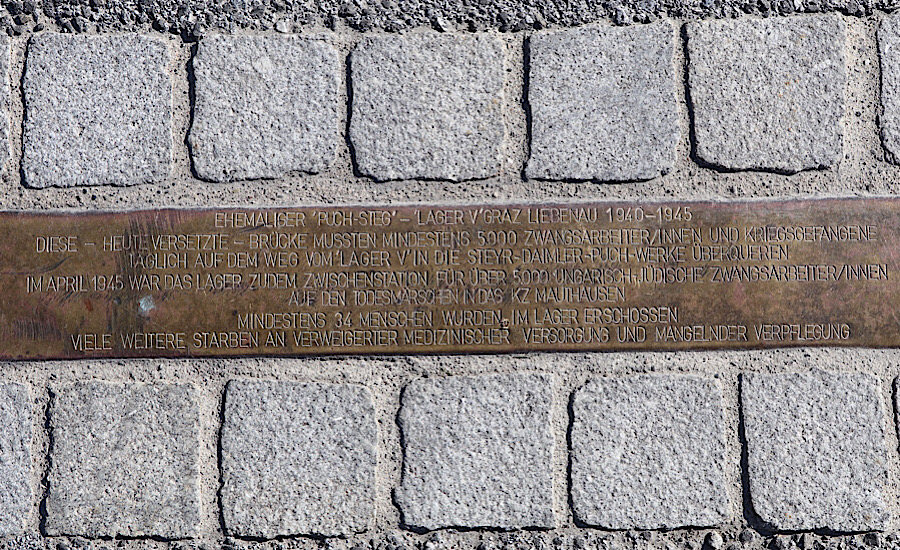 EHEMALIGER 'PUCH-STEG' - 'LAGER V' GRAZ LIEBENAU 1940-1945
DIESE - HEUTE VERSETZTE - BRÜCKE MUSSTEN MINDESTENS 5000 ZWANGSARBEITER/INNEN UND KRIEGSGEFANGENE
TÄGLICH AUF DEM WEG VOM 'LAGER V' IN DIE STEYR-DAIMLER-PUCH-WERKE ÜBERQUEREN
IM APRIL 1945 WAR DAS LAGER ZUDEM ZWISCHENSTATION FÜR ÜBER 5000 UNGARISCH-JÜDISCHE ZWANGSARBEITER/INNEN
AUF DEN TODESMÄRSCHEN IN DAS KZ MAUTHAUSEN
MINDESTENS 34 MENSCHEN WURDEN IM LAGER ERSCHOSSEN
VIELE WEITERE STARBEN AN VERWEIGERTER MEDIZINISCHER VERSORGUNG UND MANGELNDER VERPFLEGUNG